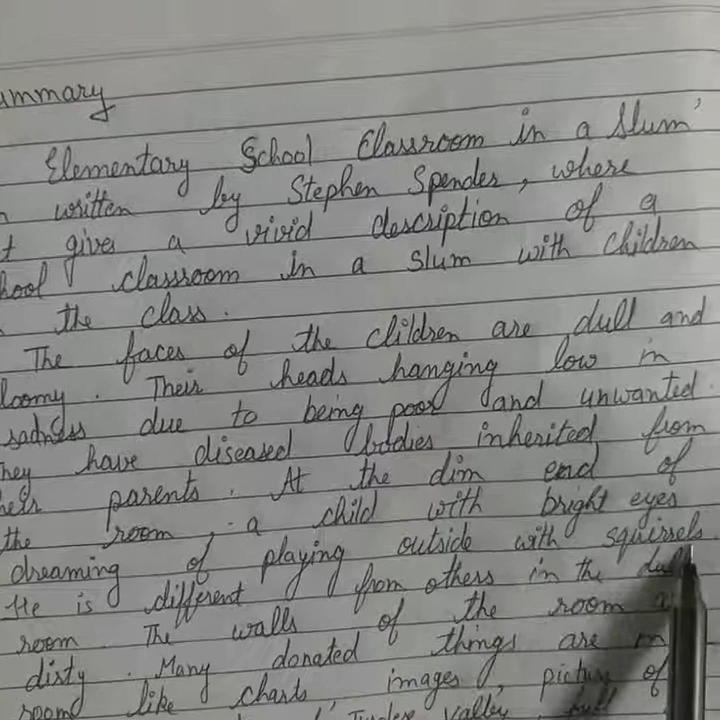 ummary
Elementary School Classroom in a Slum'
written by Stephen Spender, where
t gives a vivid description of a
hool classroom in a slum with children
the class.
The faces of the children are dull and
loomy. Their heads hanging low in
sadness due to being poor and unwanted.
hey have diseased bodies inherited from
heir parents. At the dim end of
the room, a child with bright eyes
dreaming of playing outside with squirrels.
He is different from others in the dull
room. The walls of the room a
dirty. Many donated things are in
room like charts, images, picture of
Valley,